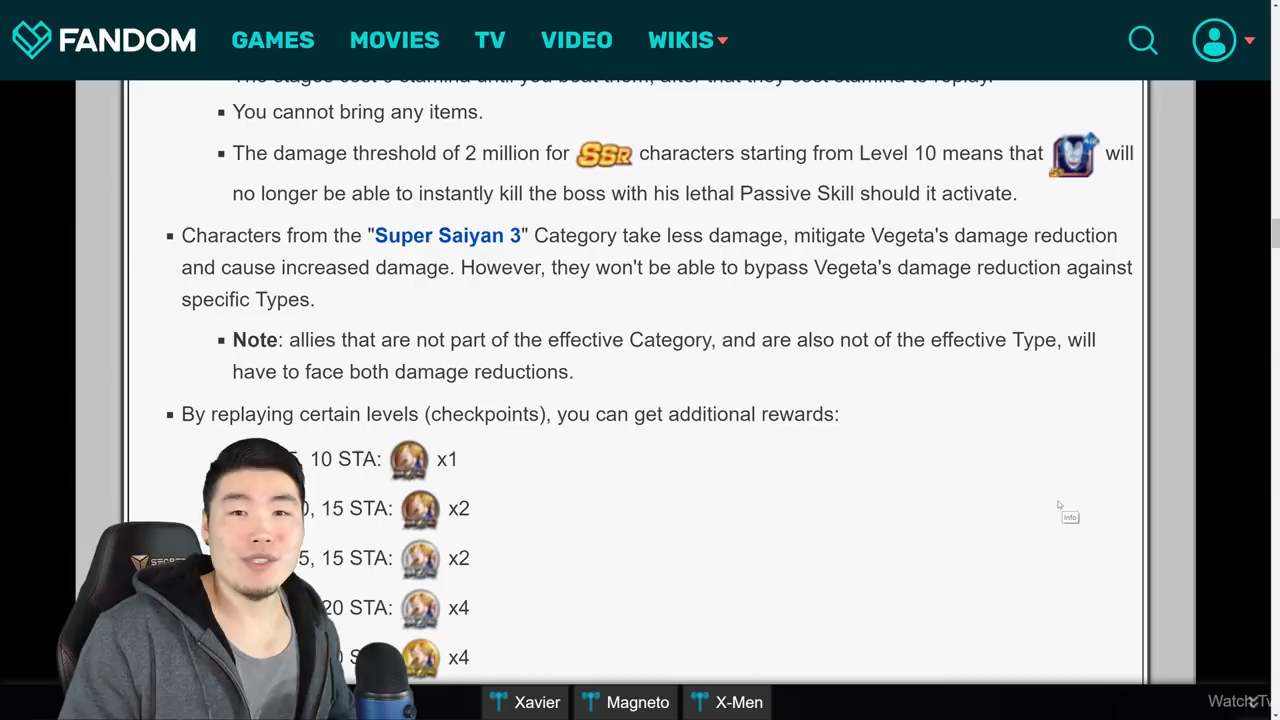 FANDOM GAMES MOVIES TV VIDEO WIKIS
You cannot bring any items.
The damage threshold of 2 million for SSR characters starting from Level 10 means that will
no longer be able to instantly kill the boss with his lethal Passive Skill should it activate.
Characters from the "Super Saiyan 3" Category take less damage, mitigate Vegeta's damage reduction
and cause increased damage. However, they won't be able to bypass Vegeta's damage reduction against
specific Types.
Note: allies that are not part of the effective Category, and are also not of the effective Type, will
have to face both damage reductions.
By replaying certain levels (checkpoints), you can get additional rewards:
10 STA: x1
15 STA: x2
Info
5, 15 STA: x2
20 STA: x4
x4
Xavier Magneto X-Men